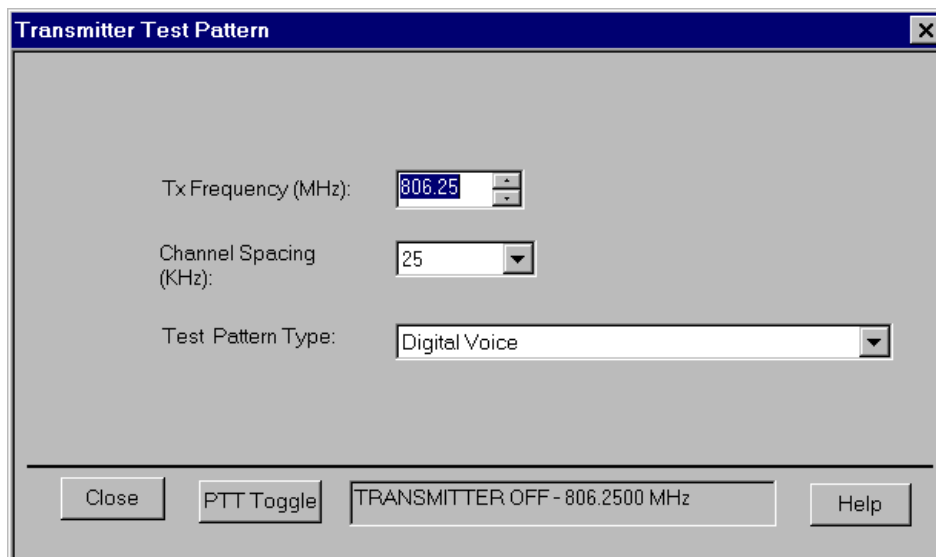 Transmitter Test Pattern
Tx Frequency (MHz):
806.25
Channel Spacing
(KHz):
25
Test Pattern Type:
Digital Voice
Close
PTT Toggle
TRANSMITTER OFF - 806.2500 MHz
Help